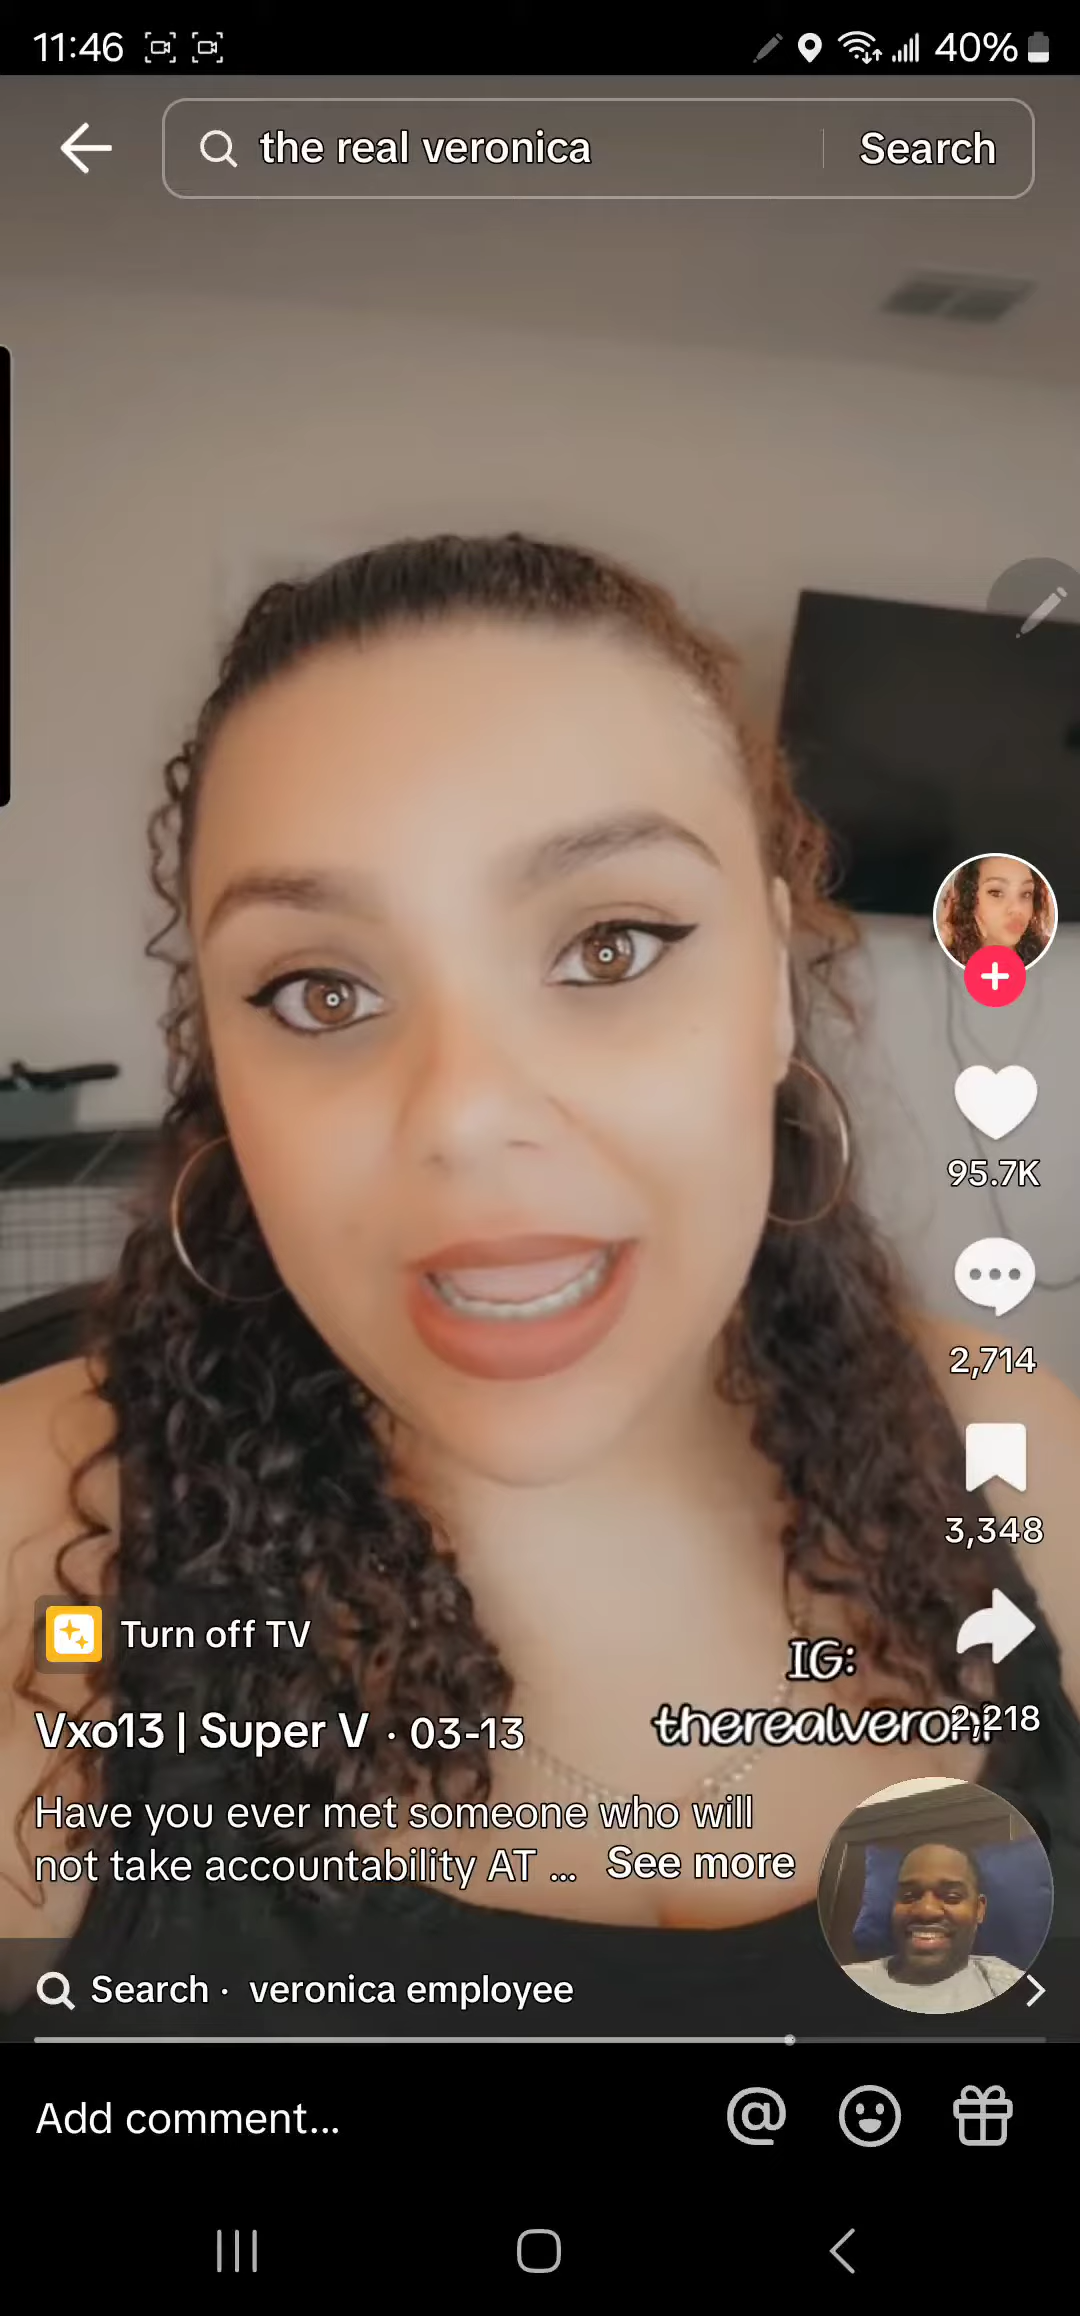 11:46
40%
the real veronica
Search
95.7K
2,714
3,348
Turn off TV
IG:
Vxo13 | Super V · 03-13
2,218
Have you ever met someone who will
not take accountability AT ... See more
Search · veronica employee
Add comment...